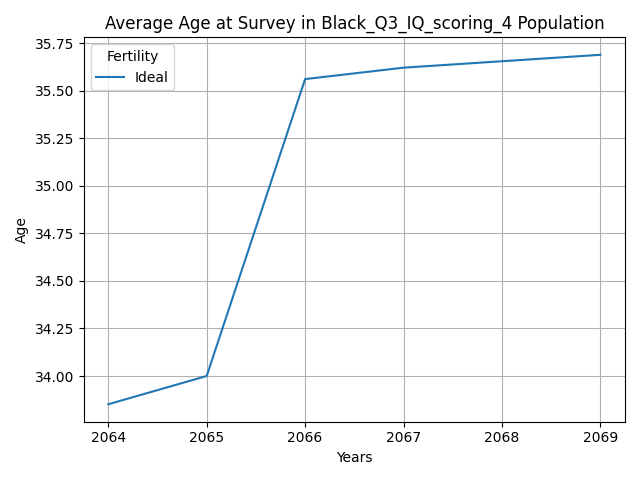 Average Age at Survey in Black_Q3_IQ_scoring_4 Population
35.75
35.50
35.25
35.00
34.75
34.50
34.25
34.00
Age
Fertility
Ideal
2064
2065
2066
2067
2068
2069
Years